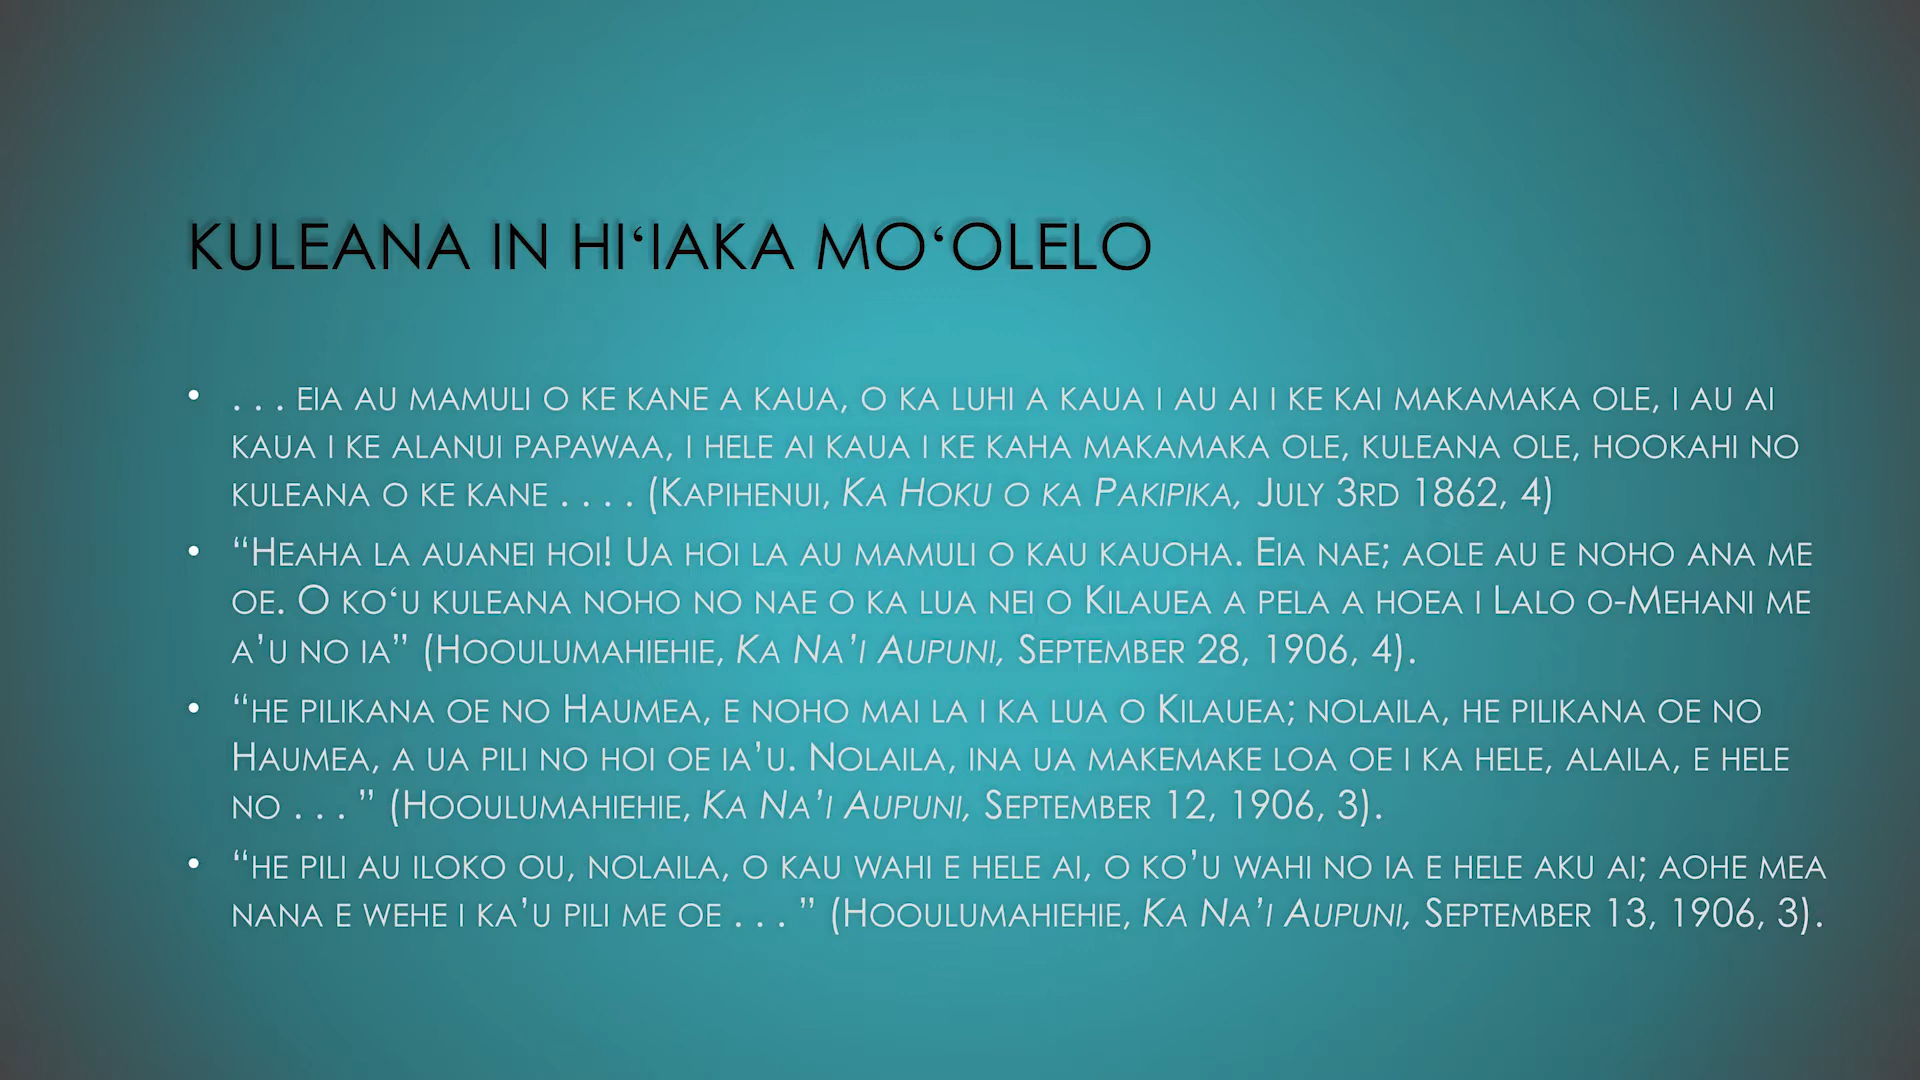 KULEANA IN HIʻIAKA MOʻOLELO
• . . . EIA AU MAMULI O KE KANE A KAUA, O KA LUHI A KAUA I AU AI I KE KAI MAKAMAKA OLE, I AU AI
KAUA I KE ALANUI PAPAWAA, I HELE AI KAUA I KE KAHA MAKAMAKA OLE, KULEANA OLE, HOOKAHI NO
KULEANA O KE KANE . . . . (KAPIHENUI, KA HOKU O KA PAKIPIKA, JULY 3RD 1862, 4)
• “HEAHA LA AUANEI HOI! UA HOI LA AU MAMULI O KAU KAUOHA. EIA NAE; AOLE AU E NOHO ANA ME
OE. O KOʻU KULEANA NOHO NO NAE O KA LUA NEI O KILAUEA A PELA A HOEA I LALO O-MEHANI ME
A’U NO IA” (HOOULUMAHIEHIE, KA NA’I AUPUNI, SEPTEMBER 28, 1906, 4).
• “HE PILIKANA OE NO HAUMEA, E NOHO MAI LA I KA LUA O KILAUEA; NOLAILA, HE PILIKANA OE NO
HAUMEA, A UA PILI NO HOI OE IA’U. NOLAILA, INA UA MAKEMAKE LOA OE I KA HELE, ALAILA, E HELE
NO . . . ” (HOOULUMAHIEHIE, KA NA’I AUPUNI, SEPTEMBER 12, 1906, 3).
• “HE PILI AU ILOKO OU, NOLAILA, O KAU WAHI E HELE AI, O KO’U WAHI NO IA E HELE AKU AI; AOHE MEA
NANA E WEHE I KA’U PILI ME OE . . . ” (HOOULUMAHIEHIE, KA NA’I AUPUNI, SEPTEMBER 13, 1906, 3).